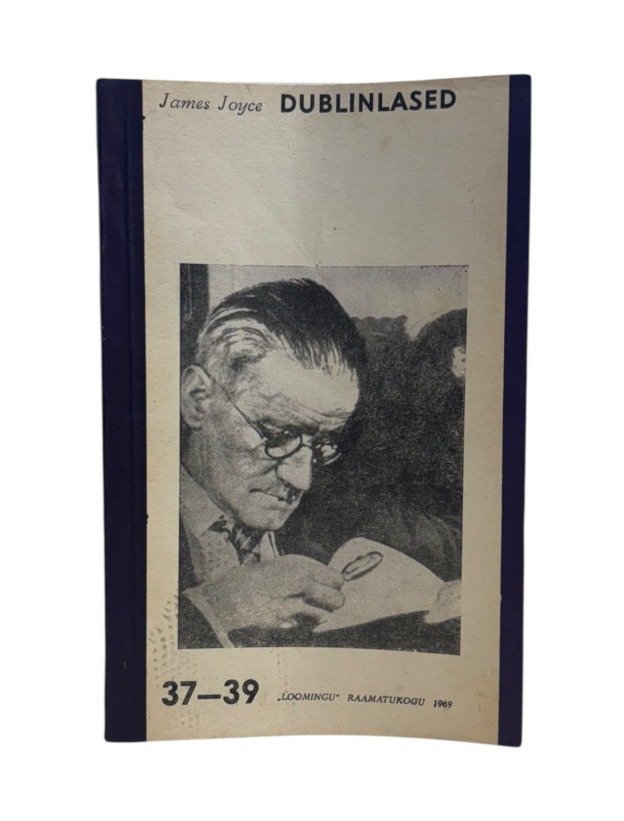 James Joyce DUBLINLASED
37—39 „LOOMINGU“ RAAMATUKOGU 1969